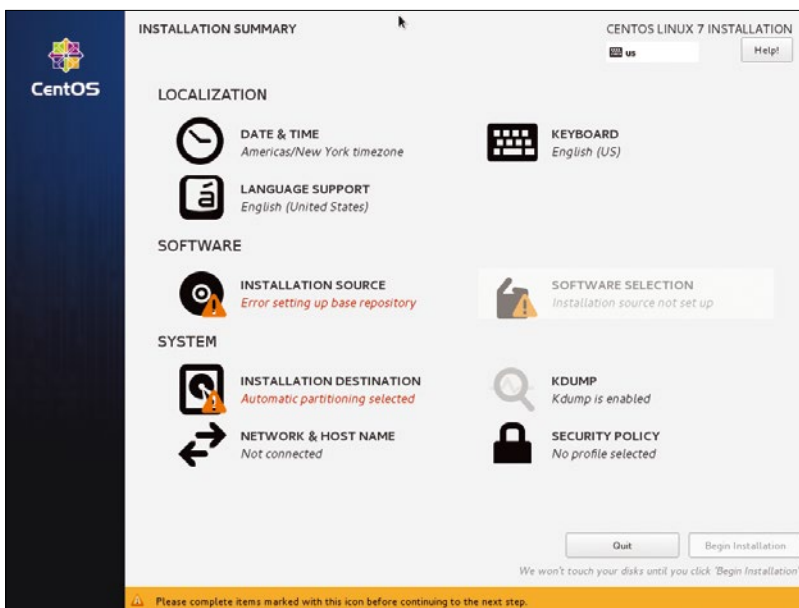 INSTALLATION SUMMARY
CENTOS LINUX 7 INSTALLATION
us
Help!
CentOS
LOCALIZATION
DATE & TIME
Americas/New York timezone
KEYBOARD
English (US)
LANGUAGE SUPPORT
English (United States)
SOFTWARE
INSTALLATION SOURCE
Error setting up base repository
SOFTWARE SELECTION
Installation source not set up
SYSTEM
INSTALLATION DESTINATION
Automatic partitioning selected
KDUMP
Kdump is enabled
NETWORK & HOST NAME
Not connected
SECURITY POLICY
No profile selected
Quit
Begin Installation
We won't touch your disks until you click 'Begin Installation'
Please complete items marked with this icon before continuing to the next step.